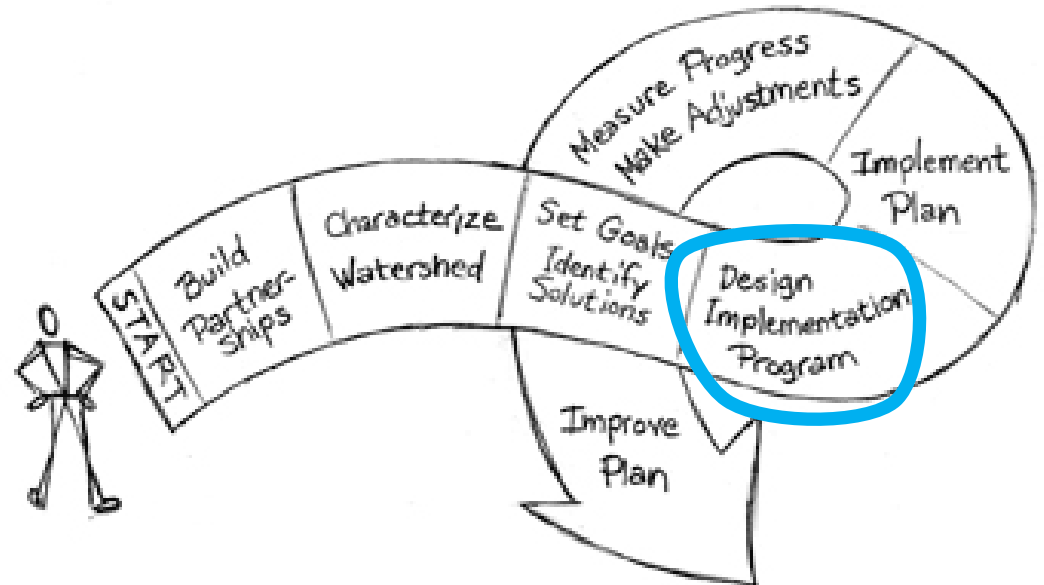 START
Build
Partner-
ships
Characterize
Watershed
Set Goals
Identify
Solutions
Design
Implementation
Program
Implement
Plan
Measure Progress
Make Adjustments
Improve
Plan